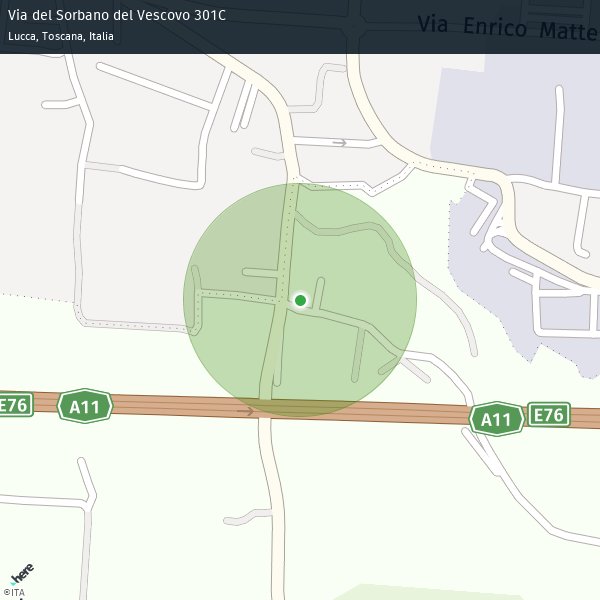 Via del Sorbano del Vescovo 301C
Lucca, Toscana, Italia
Via Enrico Matte
E76
A11
A11
E76
here
©ITA